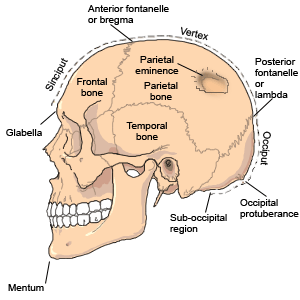 Anterior fontanelle
or bregma
Vertex
Sinciput
Parietal
eminence
Posterior
fontanelle
or
lambda
Frontal
bone
Parietal
bone
Glabella
Temporal
bone
Occiput
Sub-occipital
region
Occipital
protuberance
Mentum